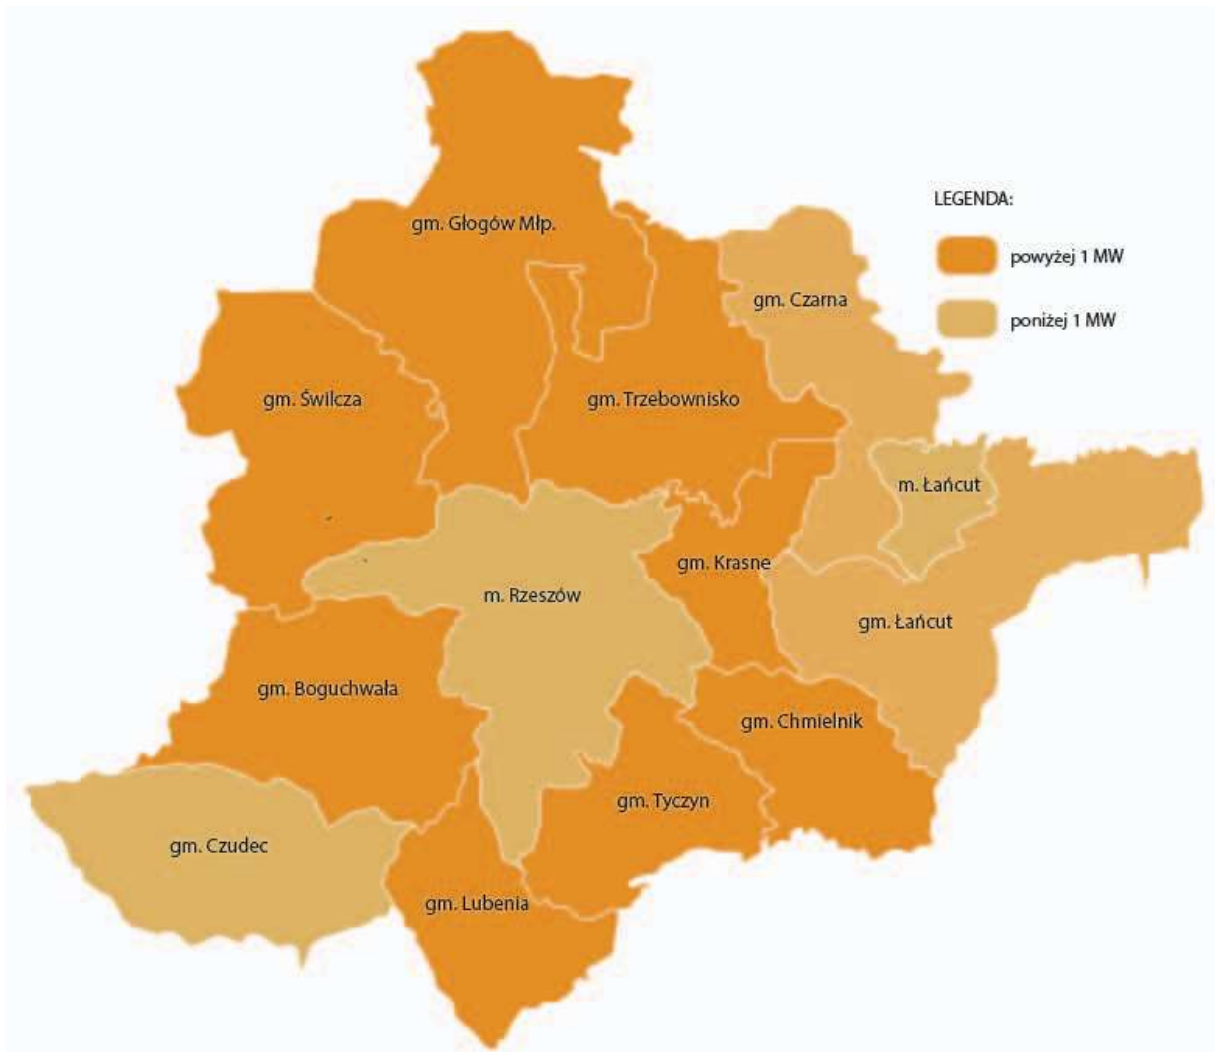 LEGENDA:
gm. Głogów Młp.
powyżej 1 MW
gm. Czarna
poniżej 1 MW
gm. Świlcza
gm. Trzebownisko
m. Łańcut
gm. Krasne
m. Rzeszów
gm. Łańcut
gm. Boguchwała
gm. Chmielnik
gm. Tyczyn
gm. Czudec
gm. Lubenia